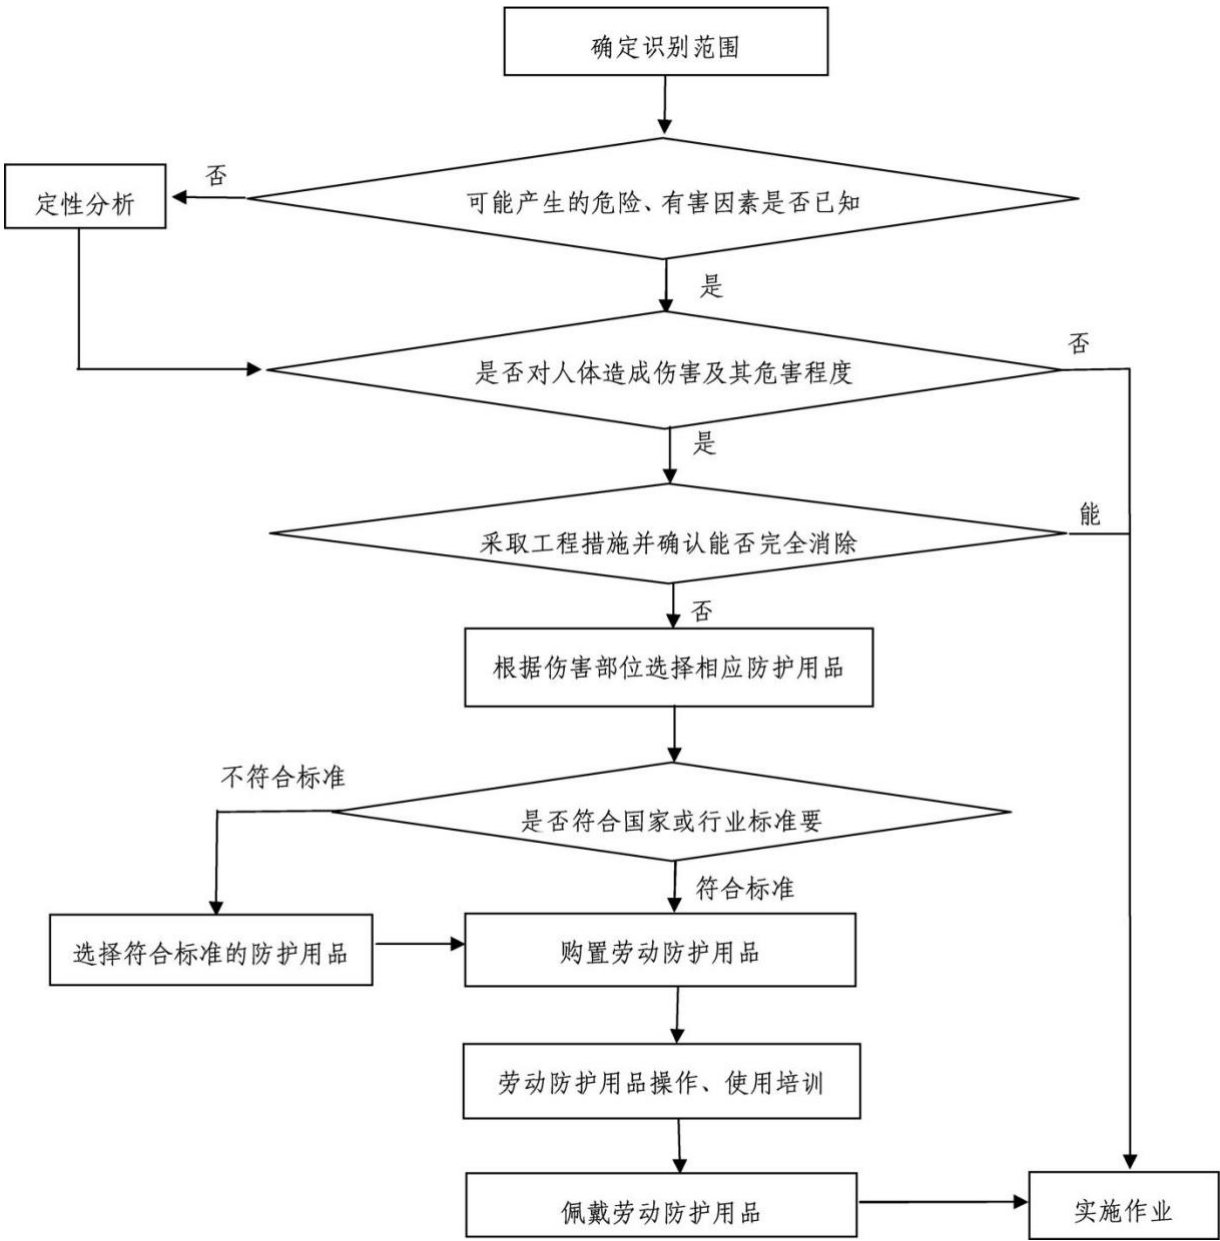 确定识别范围
可能产生的危险、有害因素是否已知
否
定性分析
是
是否对人体造成伤害及其危害程度
否
是
采取工程措施并确认能否完全消除
能
否
根据伤害部位选择相应防护用品
不符合标准
是否符合国家或行业标准要
符合标准
选择符合标准的防护用品
购置劳动防护用品
劳动防护用品操作、使用培训
佩戴劳动防护用品
实施作业